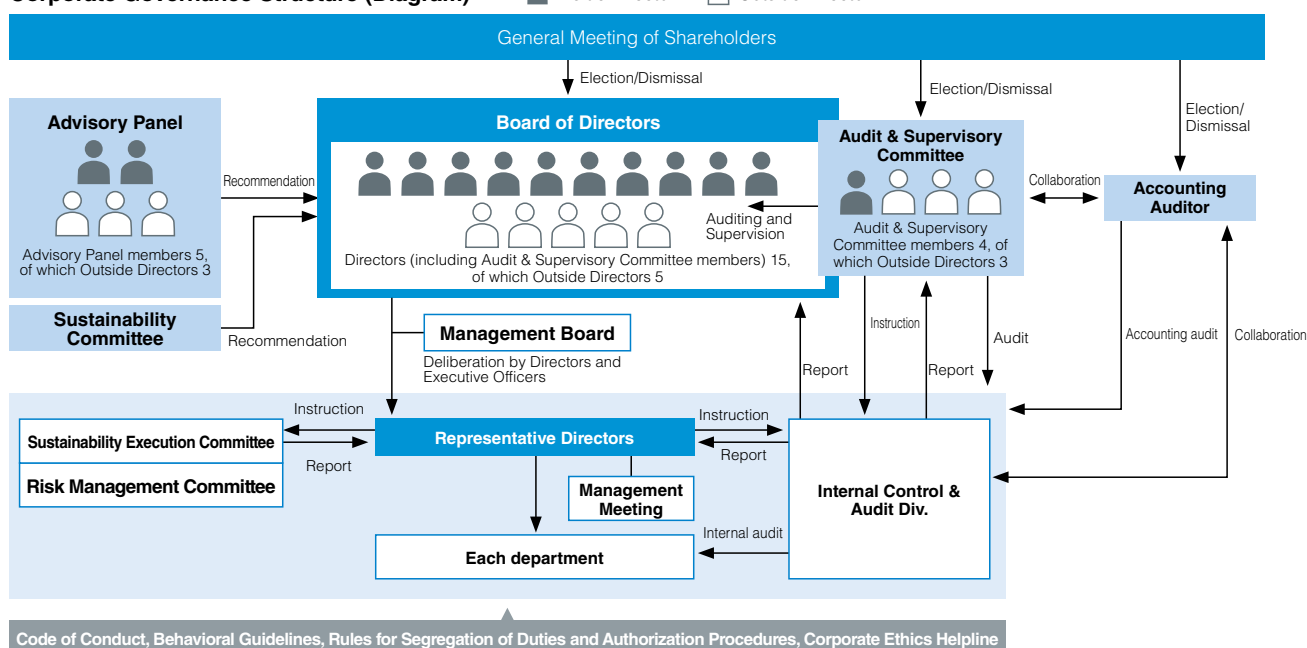 Corporate Governance Structure (Diagram)
General Meeting of Shareholders
Election/Dismissal
Election/Dismissal
Election/
Dismissal
Advisory Panel
Advisory Panel members 5,
of which Outside Directors 3
Recommendation
Sustainability
Committee
Recommendation
Board of Directors
Directors (including Audit & Supervisory Committee members) 15,
of which Outside Directors 5
Auditing and
Supervision
Audit & Supervisory
Committee
Audit & Supervisory
Committee members 4, of
which Outside Directors 3
Collaboration
Accounting
Auditor
Management Board
Deliberation by Directors and
Executive Officers
Report
Instruction
Report
Audit
Accounting audit
Collaboration
Instruction
Report
Sustainability Execution Committee
Risk Management Committee
Representative Directors
Instruction
Report
Management
Meeting
Internal Control &
Audit Div.
Internal audit
Each department
Code of Conduct, Behavioral Guidelines, Rules for Segregation of Duties and Authorization Procedures, Corporate Ethics Helpline